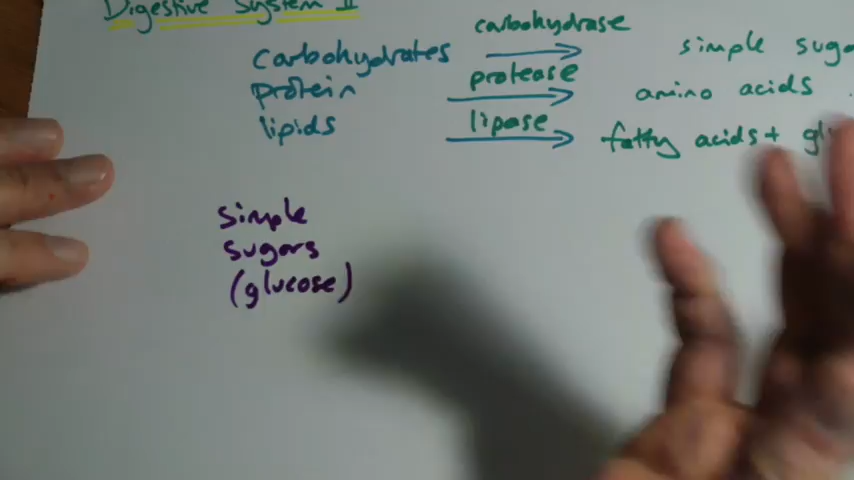 Digestive System II
carbohydrates carbohydrase simple
protein protease amino acids
lipids lipase fatty acids +
simple
sugars
(glucose)